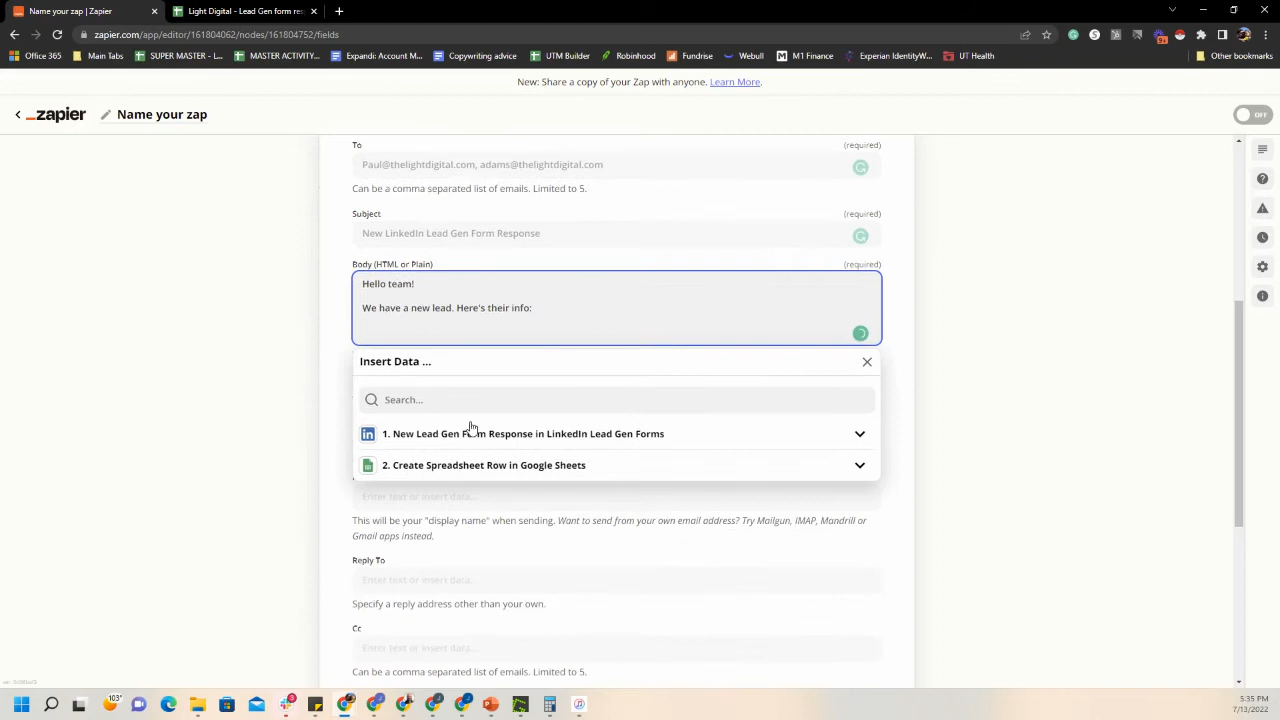 Name your zap | Zapier
Light Digital - Lead Gen form res
zapier.com/app/editor/161804062/nodes/161804752/fields
Office 365
Main Tabs
SUPER MASTER - L...
MASTER ACTIVITY...
Expandi: Account M...
Copywriting advice
UTM Builder
Robinhood
Fundrise
Webull
M1 Finance
Experian IdentityW...
UT Health
Other bookmarks
New: Share a copy of your Zap with anyone. Learn More.
zapier
Name your zap
OFF
To
(required)
Paul@thelightdigital.com, adams@thelightdigital.com
Can be a comma separated list of emails. Limited to 5.
Subject
(required)
New LinkedIn Lead Gen Form Response
Body (HTML or Plain)
(required)
Hello team!
We have a new lead. Here's their info:
Insert Data ...
Search...
1. New Lead Gen Form Response in LinkedIn Lead Gen Forms
2. Create Spreadsheet Row in Google Sheets
Enter text or insert data...
This will be your "display name" when sending. Want to send from your own email address? Try Mailgun, IMAP, Mandrill or
Gmail apps instead.
Reply To
Enter text or insert data...
Specify a reply address other than your own.
Cc
Enter text or insert data...
Can be a comma separated list of emails. Limited to 5.
103°
3
5:35 PM
7/13/2022